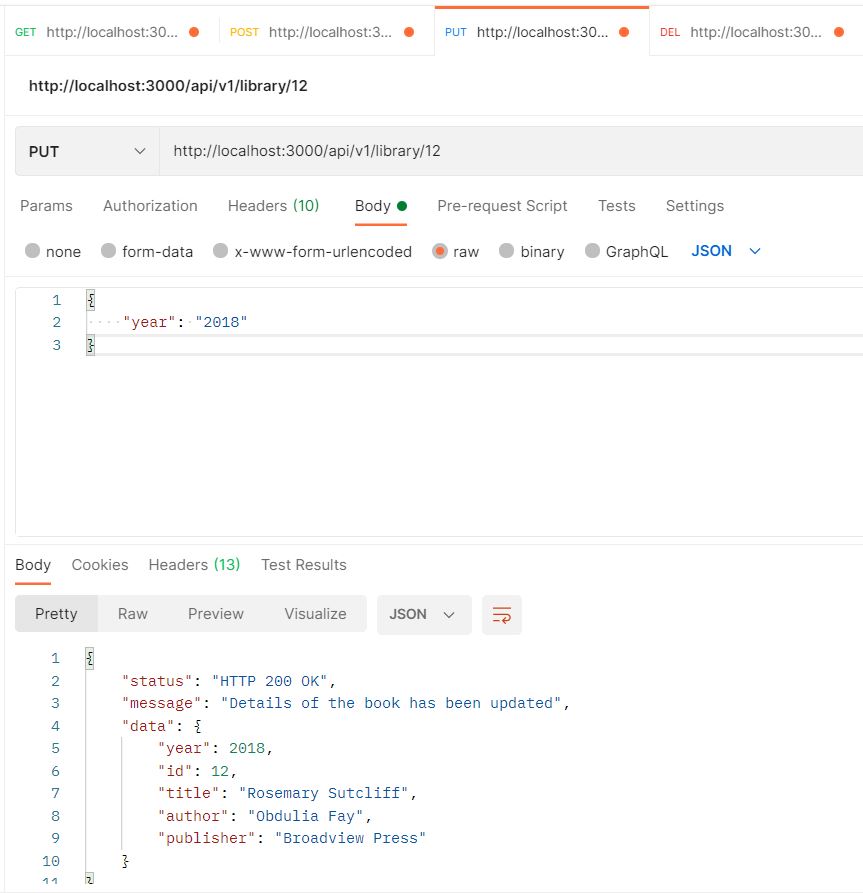 GET http://localhost:30... POST http://localhost:3... PUT http://localhost:30... DEL http://localhost:30...
http://localhost:3000/api/v1/library/12
PUT http://localhost:3000/api/v1/library/12
Params Authorization Headers (10) Body Pre-request Script Tests Settings
none form-data x-www-form-urlencoded raw binary GraphQL JSON
1 {
2 ····"year":·"2018"
3 }
Body Cookies Headers (13) Test Results
Pretty Raw Preview Visualize JSON
1 {
2 "status": "HTTP 200 OK",
3 "message": "Details of the book has been updated",
4 "data": {
5 "year": 2018,
6 "id": 12,
7 "title": "Rosemary Sutcliff",
8 "author": "Obdulia Fay",
9 "publisher": "Broadview Press"
10 }
11 }